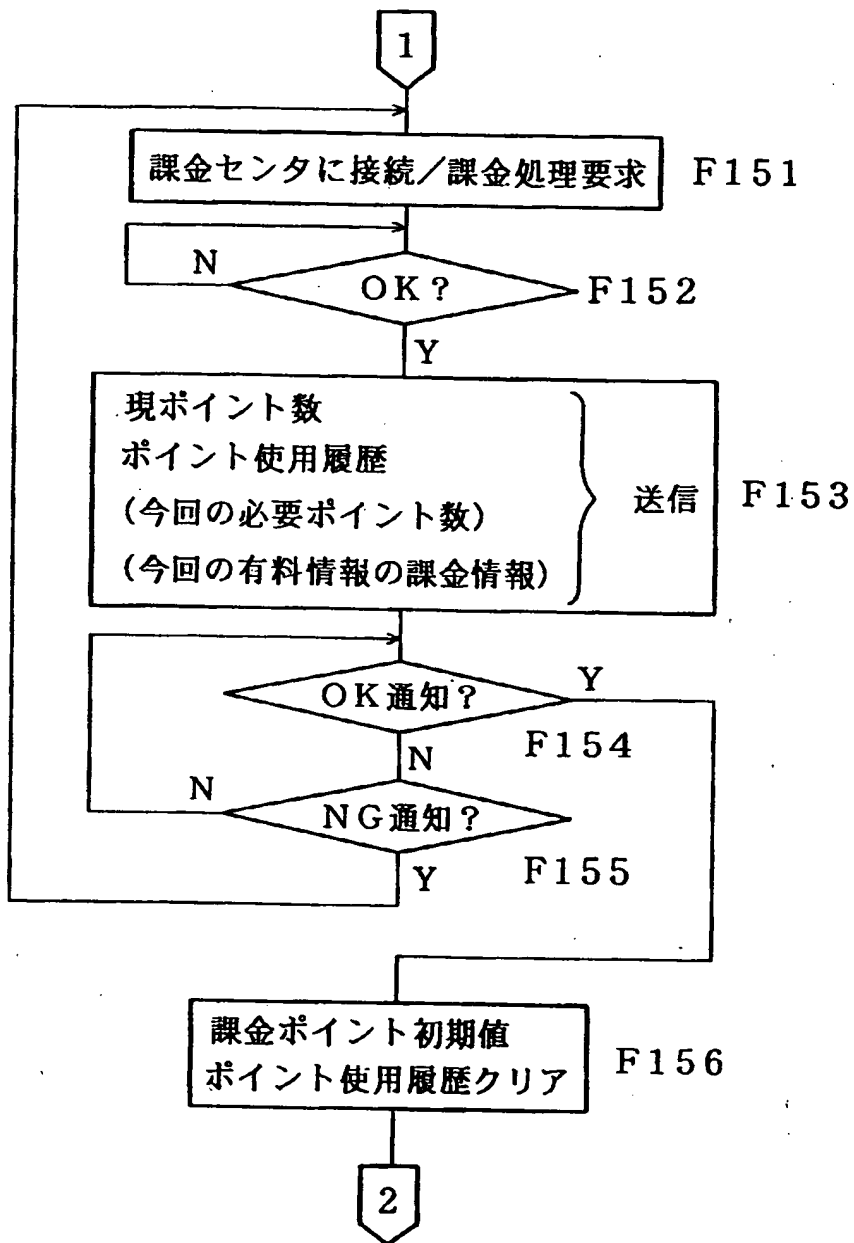 1
課金センタに接続／課金処理要求 F151
N
OK？ F152
Y
現ポイント数
ポイント使用履歴
(今回の必要ポイント数)
(今回の有料情報の課金情報)
送信 F153
OK通知？ Y
F154
N
N
NG通知？
F155
Y
課金ポイント初期値
ポイント使用履歴クリア
F156
2